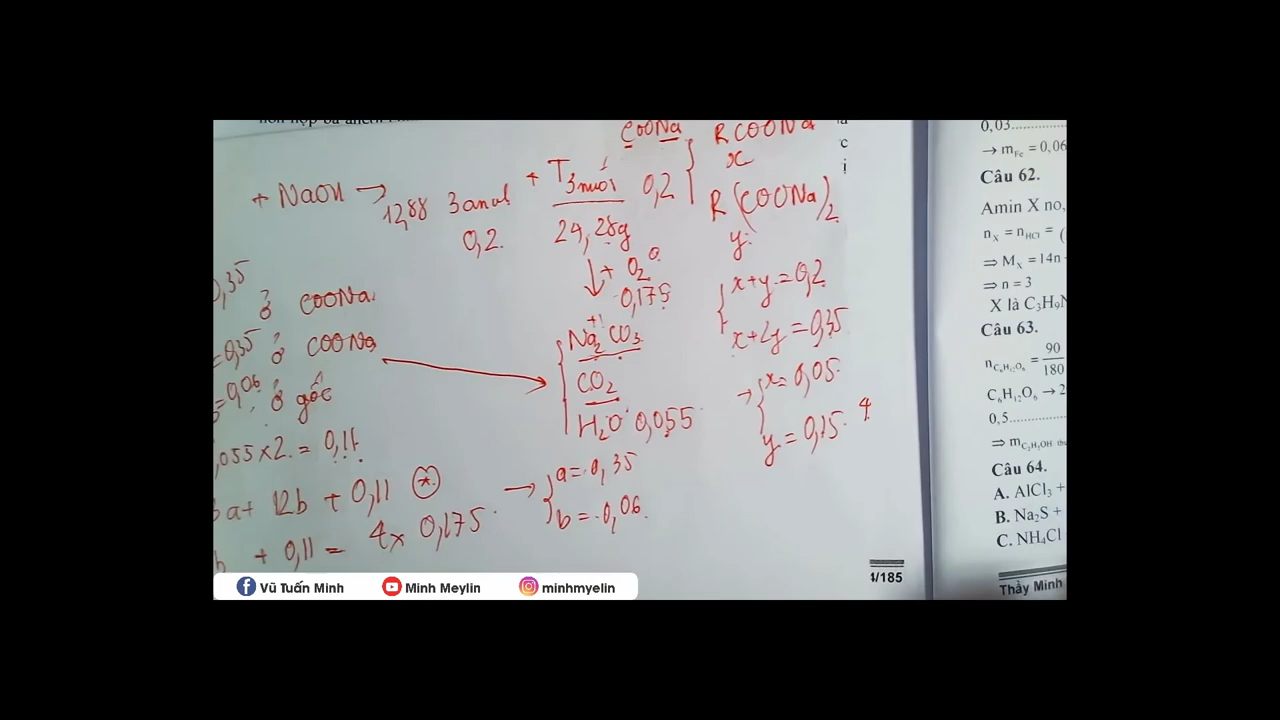 COONa RCOONa
x
+ NaOH → 12,88 3 ancol + T 3 muối 0,2 R(COONa)2
0,2. 24,28g y:
↓ + O2
0,175
0,35 ở COONa
=0,35 ở COONa
=0,06 ở gốc
,055 x 2 = 0,11
a + 12b + 0,11 (*)
b + 0,11 = 4 x 0,175
Na2CO3
CO2
H2O 0,055
→ a = 0,35
b = 0,06
x + y = 0,2
x + 2y = 0,35
→ x = 0,05
y = 0,15. 4
c
ị
/185
0,03
→ mFe = 0,06
Câu 62.
Amin X no,
nX = nHCl = (
⇒ MX = 14n
⇒ n = 3
X là C3H9N
Câu 63.
nC6H12O6 = 90/180
C6H12O6 → 2
0,5
⇒ mC2H5OH
Câu 64.
A. AlCl3 +
B. Na2S +
C. NH4Cl
Thầy Minh
Vũ Tuấn Minh
Minh Meylin
minhmyelin